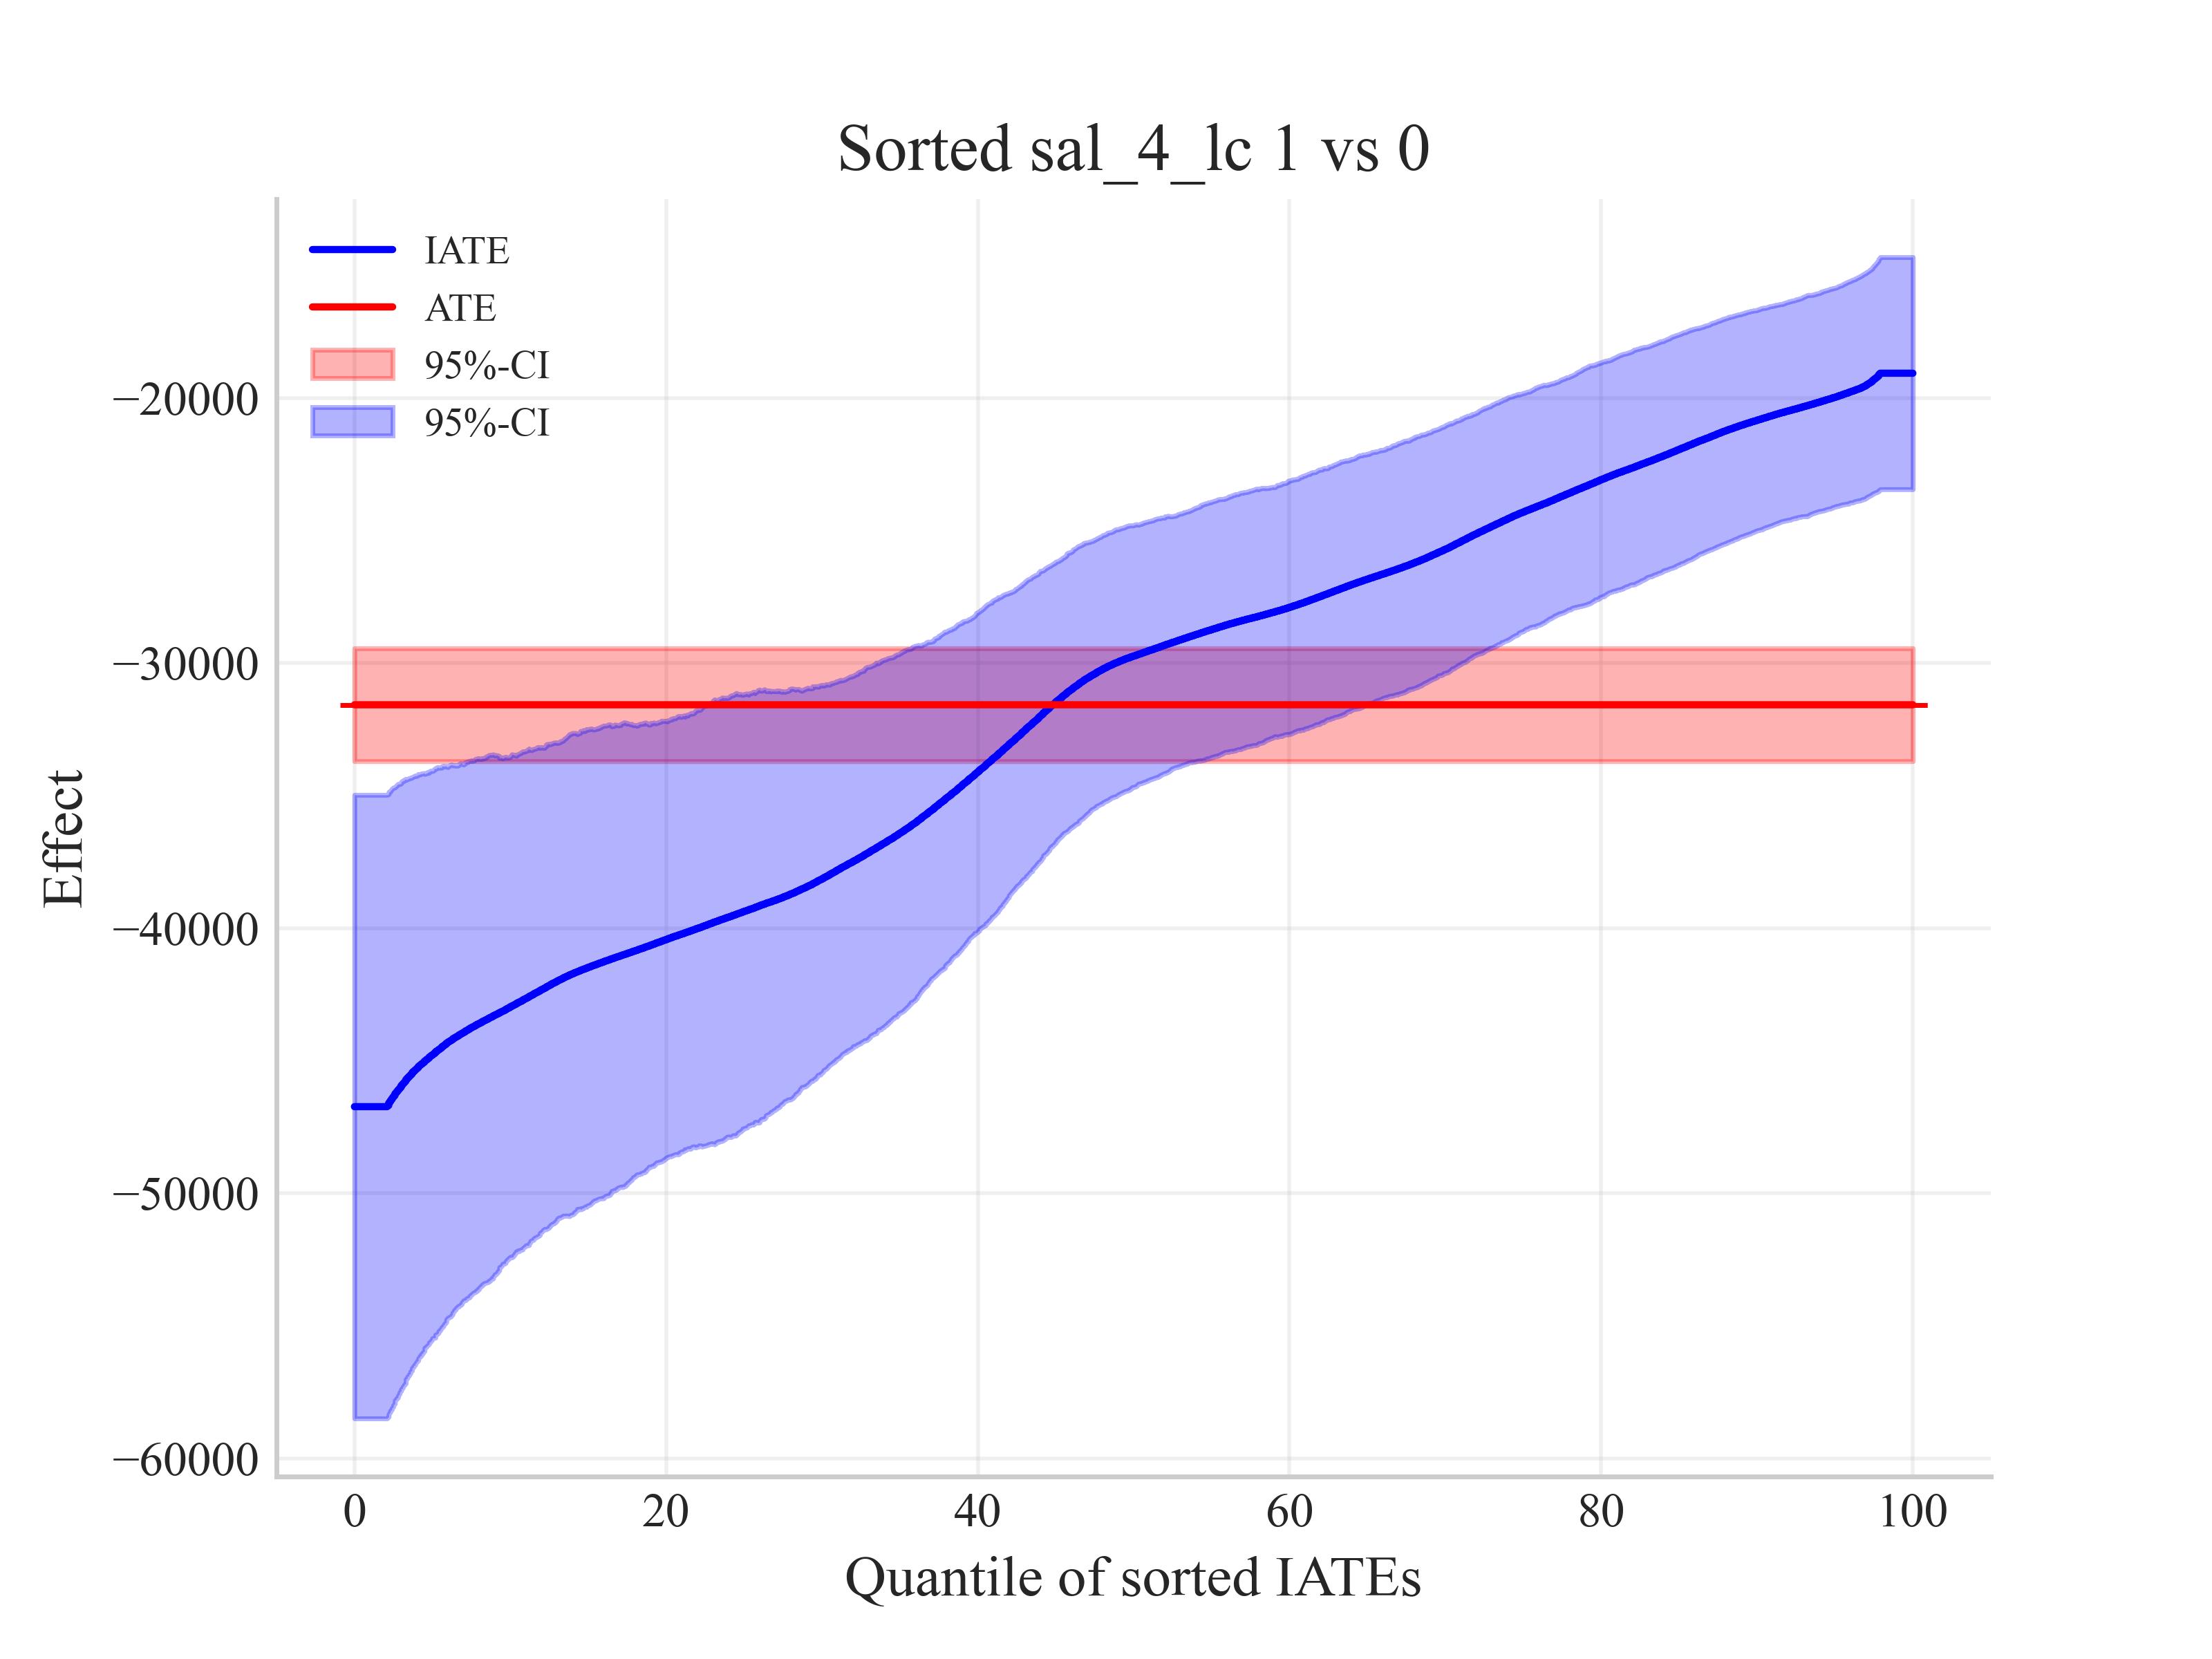 Sorted sal_4_lc 1 vs 0
IATE
ATE
95%-CI
95%-CI
−20000
−30000
−40000
−50000
−60000
Effect
0 20 40 60 80 100
Quantile of sorted IATEs